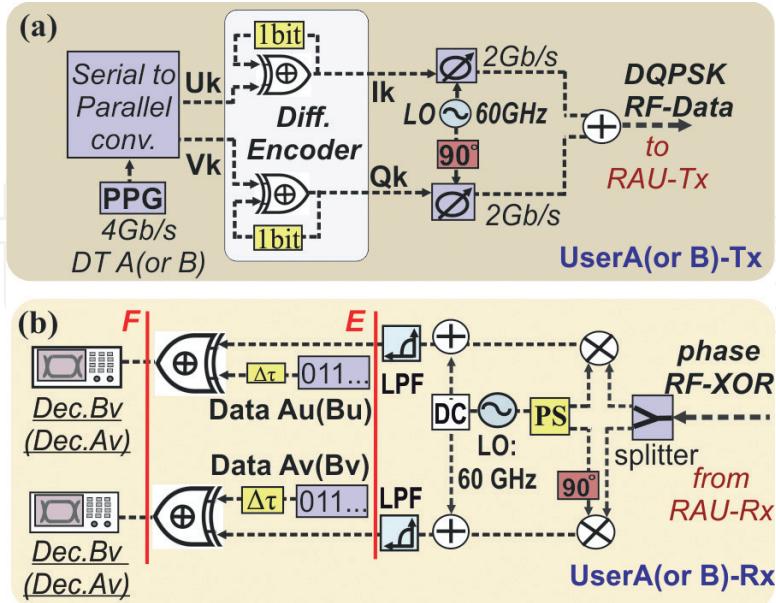 (a)
Serial to
Parallel
conv.
PPG
4Gb/s
DT A(or B)
Uk
Vk
1bit
Diff.
Encoder
1bit
Ik
Qk
2Gb/s
LO
60GHz
90°
2Gb/s
DQPSK
RF-Data
to
RAU-Tx
UserA(or B)-Tx
(b)
F
E
Dec.Bv
(Dec.Av)
Δτ
011...
Data Au(Bu)
Data Av(Bv)
Δτ
011...
Dec.Bv
(Dec.Av)
LPF
LPF
DC
LO:
60 GHz
PS
90°
splitter
phase
RF-XOR
from
RAU-Rx
UserA(or B)-Rx